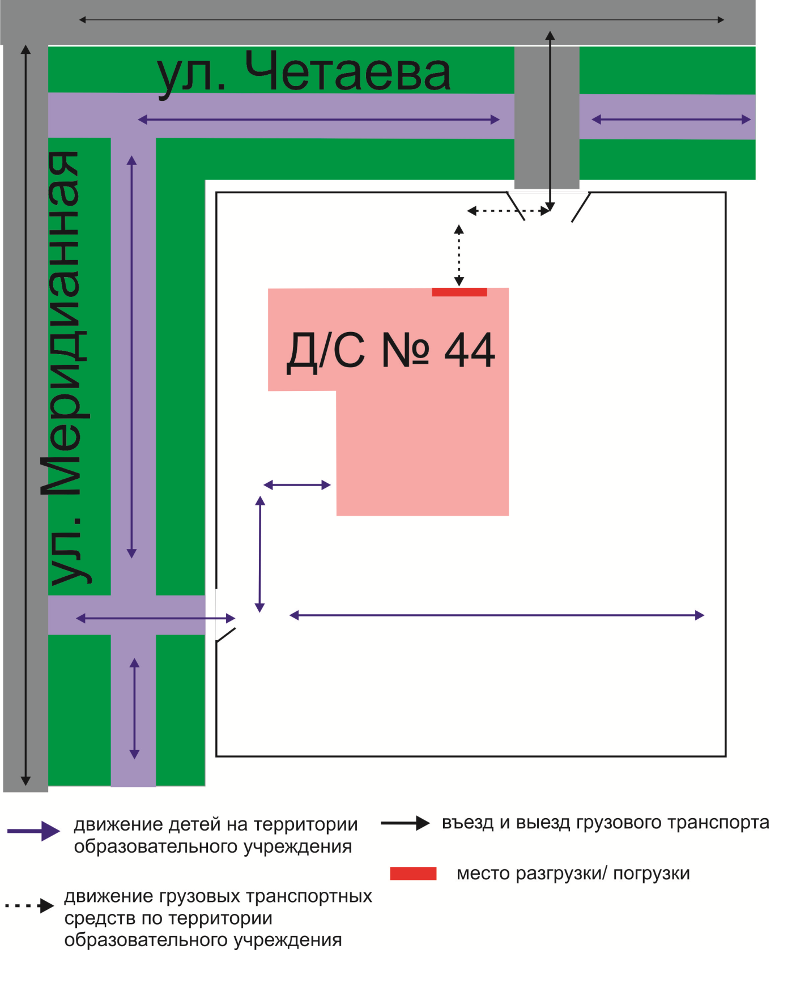 ул. Четаева
ул. Меридианная
Д/С № 44
движение детей на территории
образовательного учреждения
въезд и выезд грузового транспорта
место разгрузки/ погрузки
движение грузовых транспортных
средств по территории
образовательного учреждения